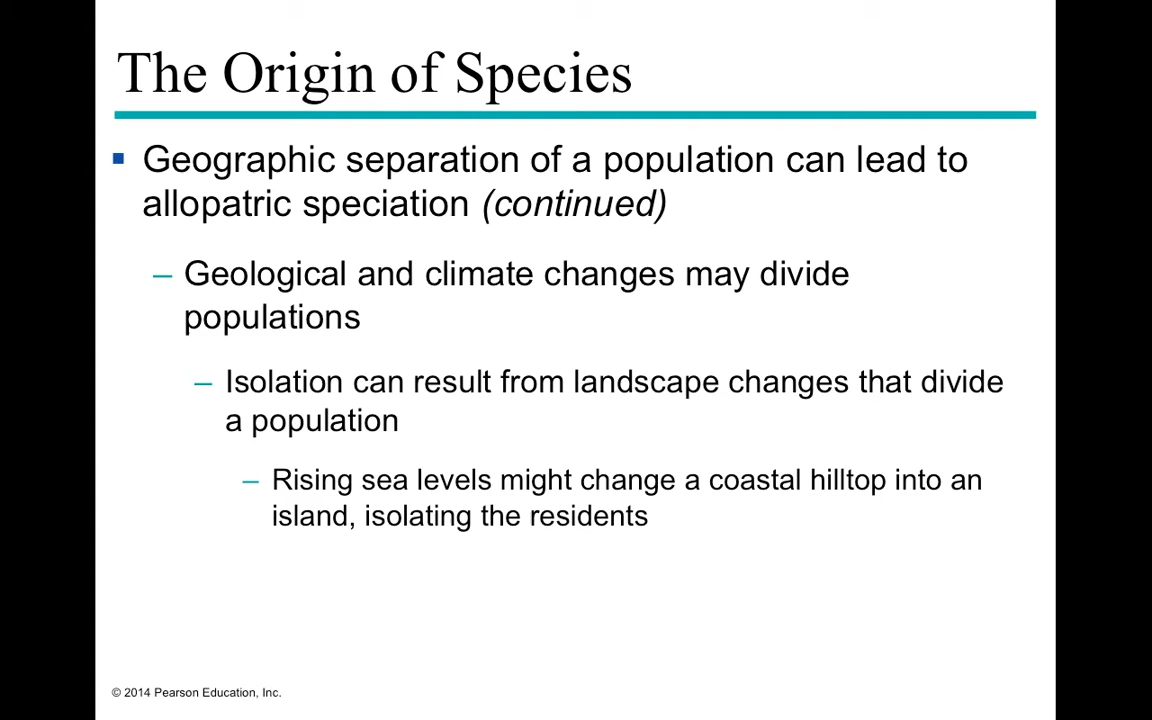 The Origin of Species
▪ Geographic separation of a population can lead to
allopatric speciation (continued)
– Geological and climate changes may divide
populations
– Isolation can result from landscape changes that divide
a population
– Rising sea levels might change a coastal hilltop into an
island, isolating the residents
© 2014 Pearson Education, Inc.